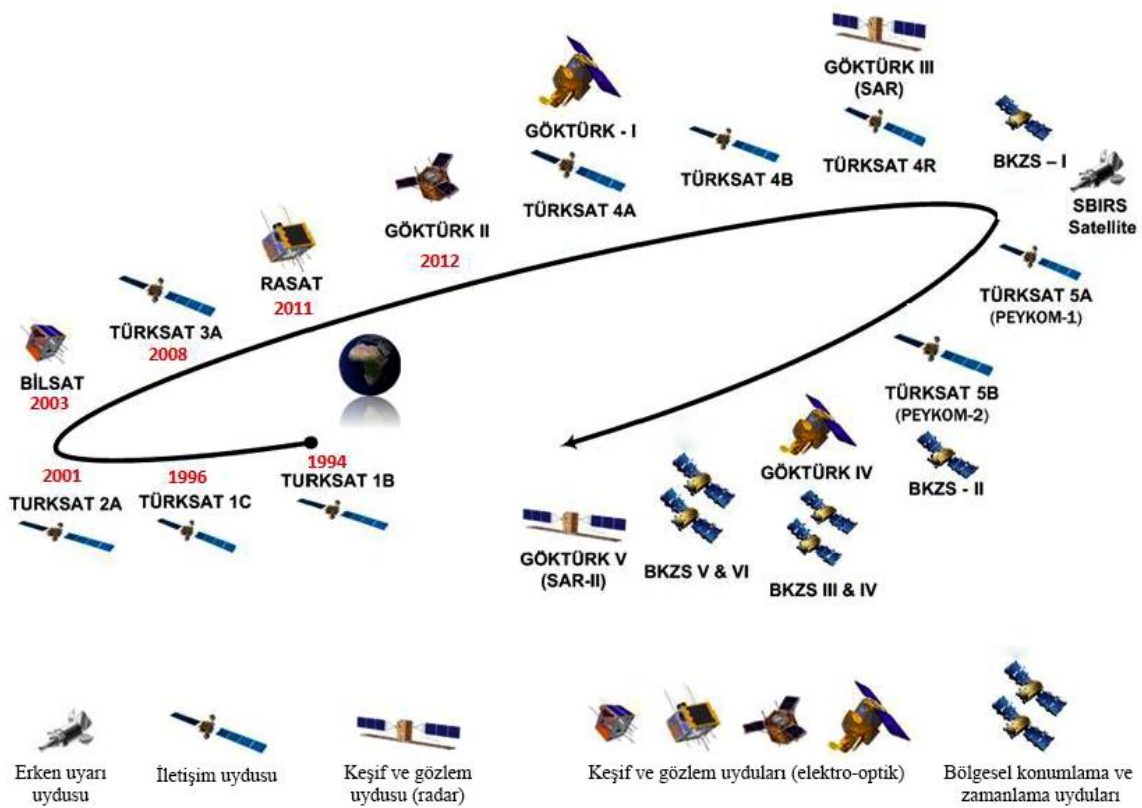 GÖKTÜRK III
(SAR)
GÖKTÜRK - I
BKZS – I
TÜRKSAT 4B
TÜRKSAT 4R
TÜRKSAT 4A
SBIRS
Satellite
GÖKTÜRK II
2012
RASAT
2011
TÜRKSAT 3A
2008
BİLSAT
2003
TÜRKSAT 5A
(PEYKOM-1)
TÜRKSAT 5B
(PEYKOM-2)
2001
TURKSAT 2A
1996
TÜRKSAT 1C
1994
TURKSAT 1B
GÖKTÜRK IV
BKZS - II
GÖKTÜRK V
(SAR-II)
BKZS V & VI
BKZS III & IV
Erken uyarı
uydusu
İletişim uydusu
Keşif ve gözlem
uydusu (radar)
Keşif ve gözlem uyduları (elektro-optik)
Bölgesel konumlama ve
zamanlama uyduları